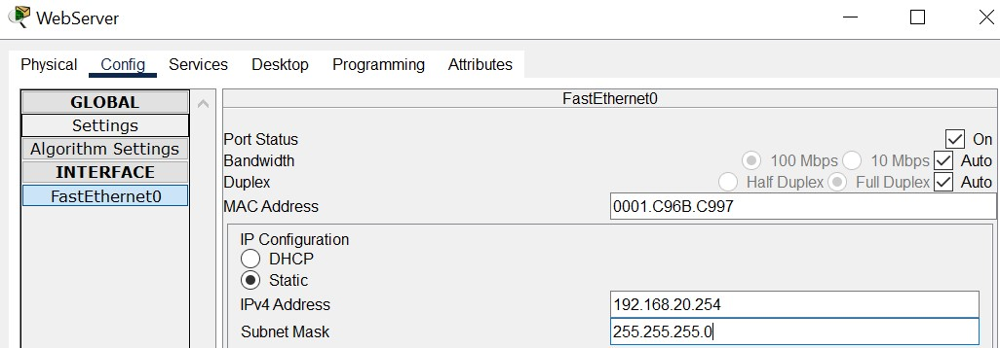 WebServer
Physical Config Services Desktop Programming Attributes
GLOBAL
Settings
Algorithm Settings
INTERFACE
FastEthernet0
FastEthernet0
Port Status On
Bandwidth 100 Mbps 10 Mbps Auto
Duplex Half Duplex Full Duplex Auto
MAC Address 0001.C96B.C997
IP Configuration
DHCP
Static
IPv4 Address 192.168.20.254
Subnet Mask 255.255.255.0